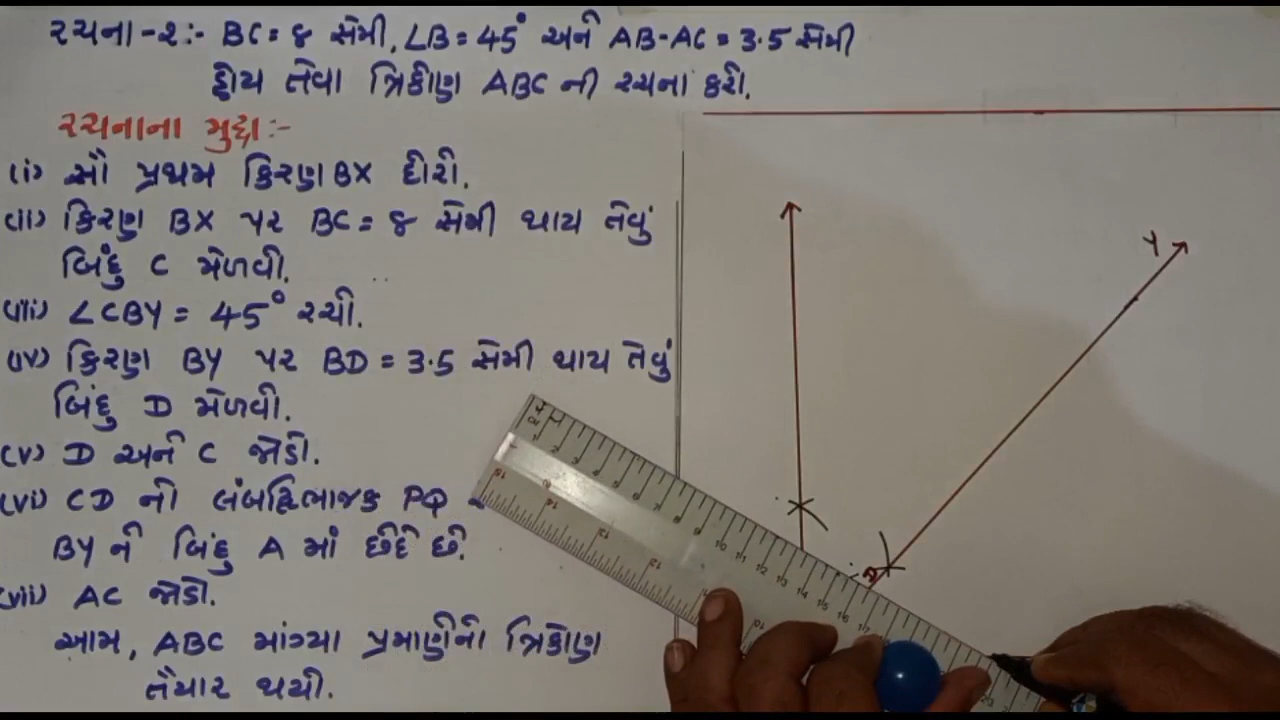 રચના-૨:- BC = ૪ સેમી, ∠B = 45° અને AB-AC = 3.5 સેમી
હોય તેવા ત્રિકોણ ABC ની રચના કરો.
રચનાના મુદ્દા:-
(i) સૌ પ્રથમ કિરણ BX દોરો.
(ii) કિરણ BX પર BC = ૪ સેમી થાય તેવું
બિંદુ C મેળવો.
(iii) ∠CBY = 45° રચો.
(iv) કિરણ BY પર BD = 3.5 સેમી થાય તેવું
બિંદુ D મેળવો.
(v) D અને C જોડો.
(vi) CD નો લંબદ્વિભાજક PQ
BY ને બિંદુ A માં છેદે છે.
(vii) AC જોડો.
આમ, ABC માંગ્યા પ્રમાણેનો ત્રિકોણ
તૈયાર થયો.
Y
D